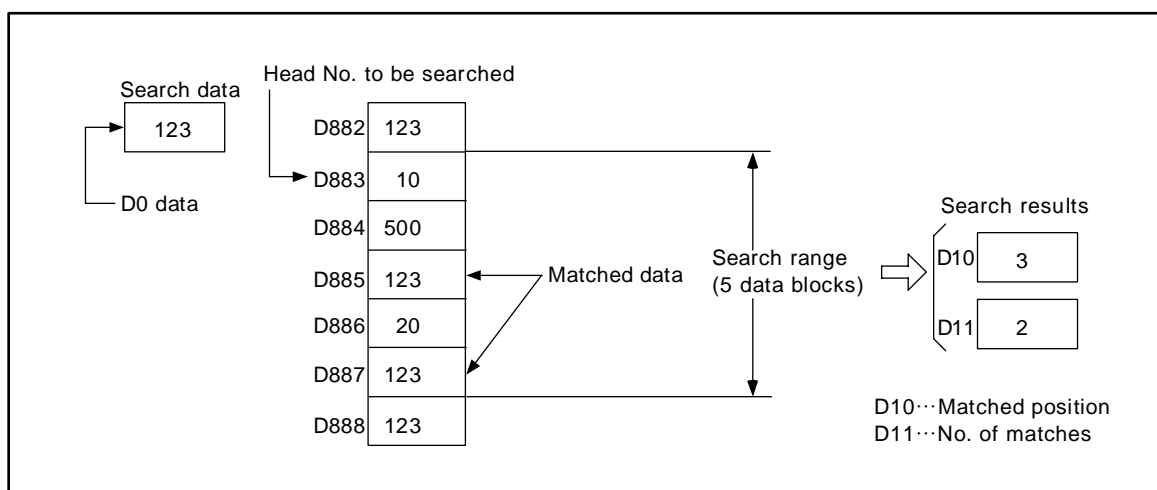 Search data
123
D0 data
Head No. to be searched
D882 123
D883 10
D884 500
D885 123
D886 20
D887 123
D888 123
Matched data
Search range
(5 data blocks)
Search results
D10 3
D11 2
D10···Matched position
D11···No. of matches